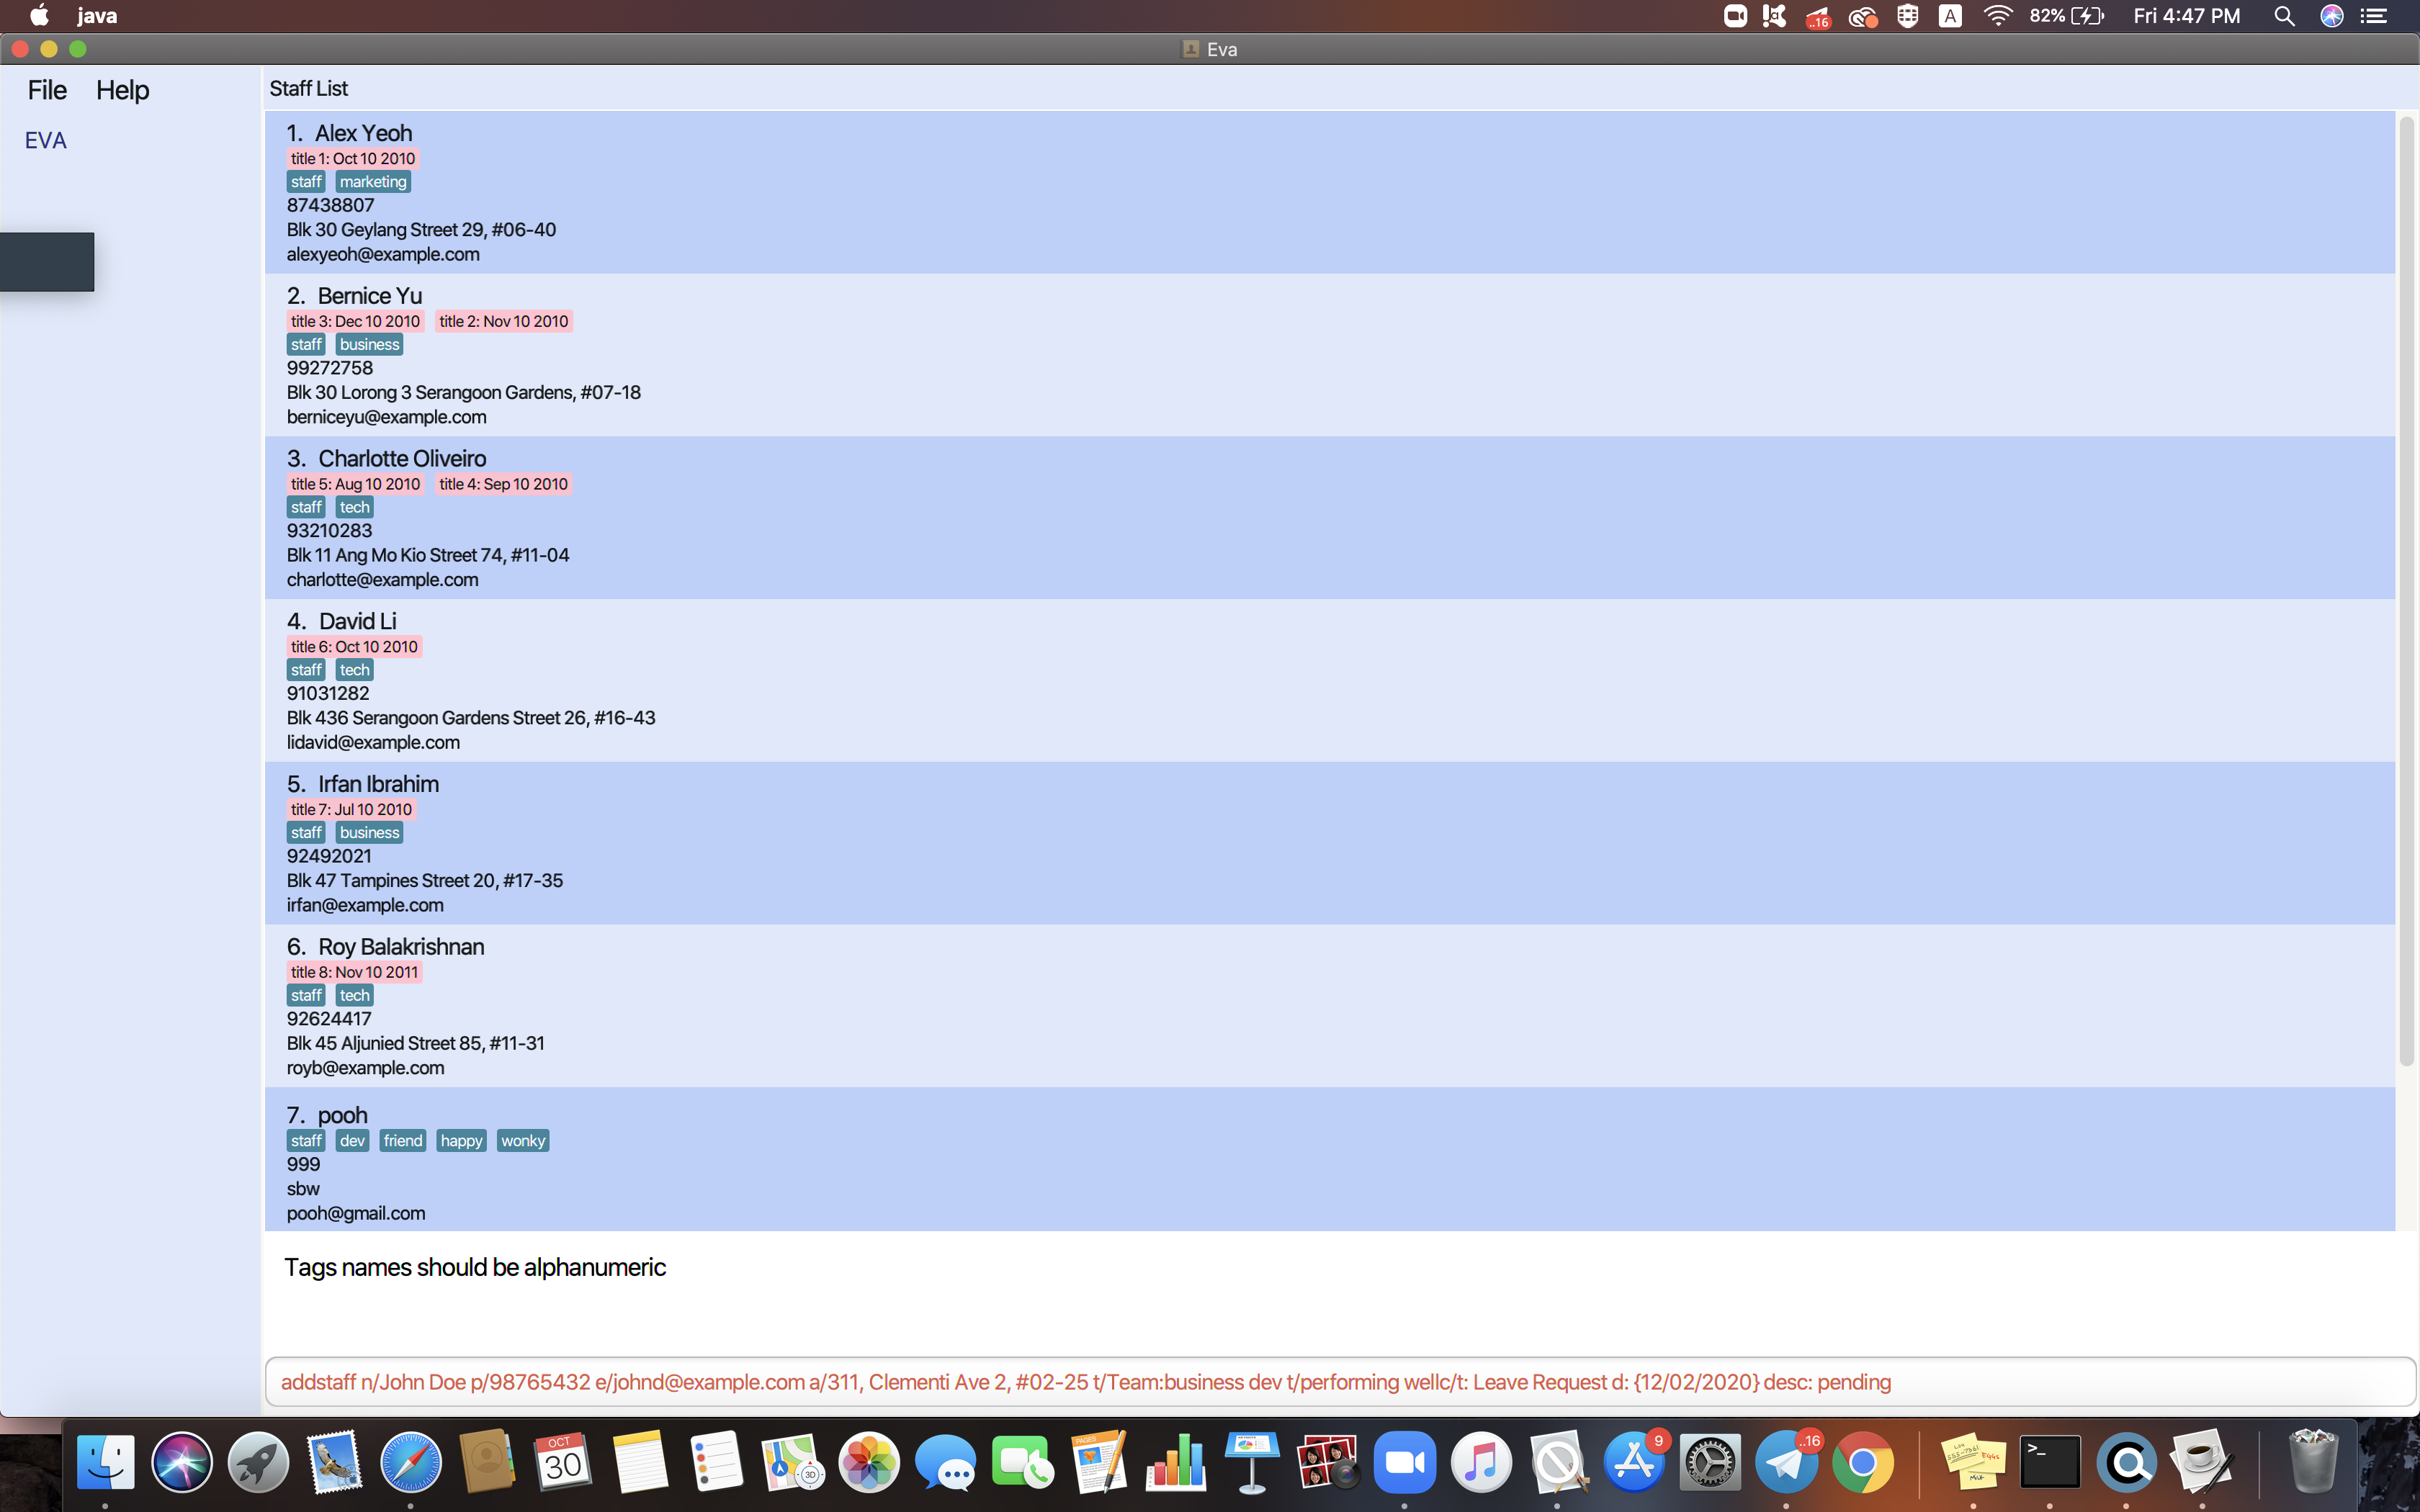 java
..16
A
82%
Fri 4:47 PM
Eva
File Help
EVA
Staff List
1. Alex Yeoh
title 1: Oct 10 2010
staff marketing
87438807
Blk 30 Geylang Street 29, #06-40
alexyeoh@example.com
2. Bernice Yu
title 3: Dec 10 2010 title 2: Nov 10 2010
staff business
99272758
Blk 30 Lorong 3 Serangoon Gardens, #07-18
berniceyu@example.com
3. Charlotte Oliveiro
title 5: Aug 10 2010 title 4: Sep 10 2010
staff tech
93210283
Blk 11 Ang Mo Kio Street 74, #11-04
charlotte@example.com
4. David Li
title 6: Oct 10 2010
staff tech
91031282
Blk 436 Serangoon Gardens Street 26, #16-43
lidavid@example.com
5. Irfan Ibrahim
title 7: Jul 10 2010
staff business
92492021
Blk 47 Tampines Street 20, #17-35
irfan@example.com
6. Roy Balakrishnan
title 8: Nov 10 2011
staff tech
92624417
Blk 45 Aljunied Street 85, #11-31
royb@example.com
7. pooh
staff dev friend happy wonky
999
sbw
pooh@gmail.com
Tags names should be alphanumeric
addstaff n/John Doe p/98765432 e/johnd@example.com a/311, Clementi Ave 2, #02-25 t/Team:business dev t/performing wellc/t: Leave Request d: {12/02/2020} desc: pending
OCT
30
3D
PAGES
9
..16
>_